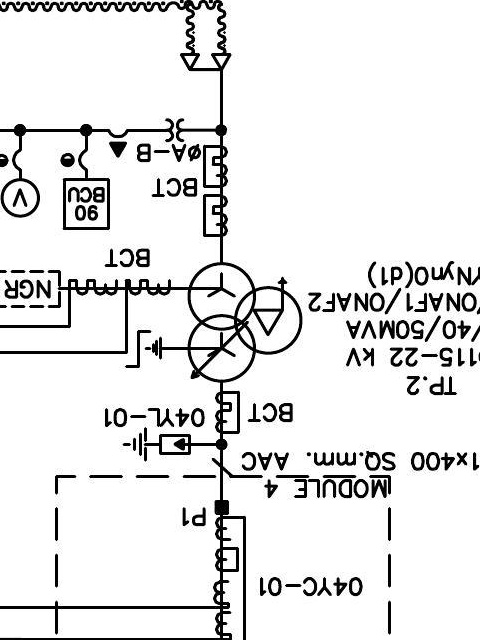 04YC-01
P1
MODULE 4
1x400 SQ.mm. AAC
04YL-01
BCT
TP.2
115-22 kV
/40/50MVA
/ONAF1/ONAF2
YNyn0(d1)
NGR
BCT
BCT
ØA-B
90
BCU
V